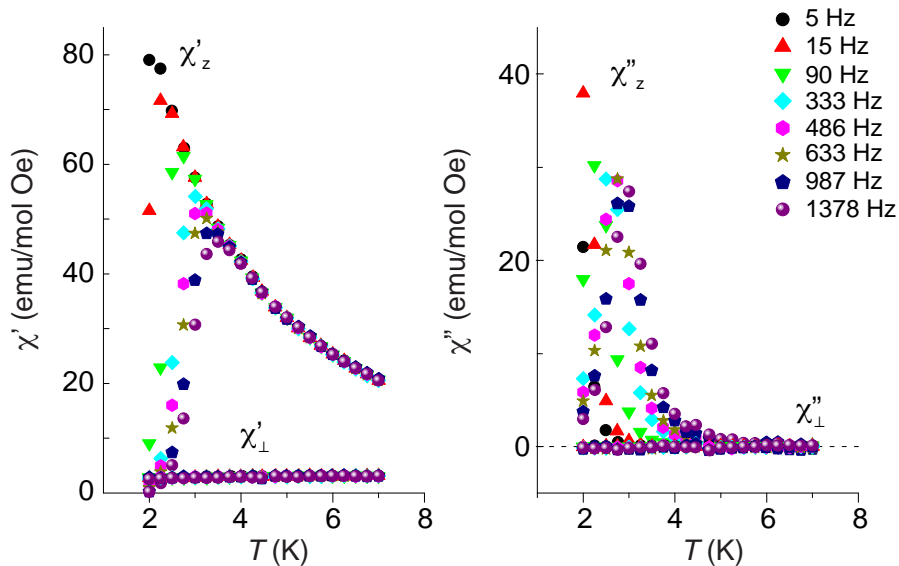 χ' (emu/mol Oe)
80
60
40
20
0
χ'z
χ'⊥
2
4
6
8
T (K)
χ" (emu/mol Oe)
40
20
0
χ"z
χ"⊥
2
4
6
8
T (K)
5 Hz
15 Hz
90 Hz
333 Hz
486 Hz
633 Hz
987 Hz
1378 Hz